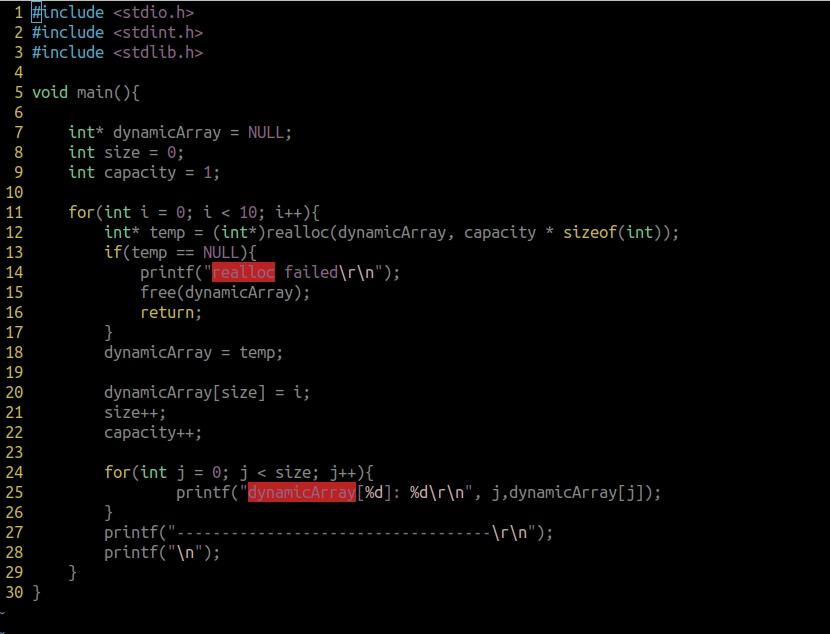 1 #include <stdio.h>
2 #include <stdint.h>
3 #include <stdlib.h>
4
5 void main(){
6
7     int* dynamicArray = NULL;
8     int size = 0;
9     int capacity = 1;
10
11     for(int i = 0; i < 10; i++){
12         int* temp = (int*)realloc(dynamicArray, capacity * sizeof(int));
13         if(temp == NULL){
14             printf("realloc failed\r\n");
15             free(dynamicArray);
16             return;
17         }
18         dynamicArray = temp;
19
20         dynamicArray[size] = i;
21         size++;
22         capacity++;
23
24         for(int j = 0; j < size; j++){
25                 printf("dynamicArray[%d]: %d\r\n", j,dynamicArray[j]);
26         }
27         printf("-----------------------------------\r\n");
28         printf("\n");
29     }
30 }
~